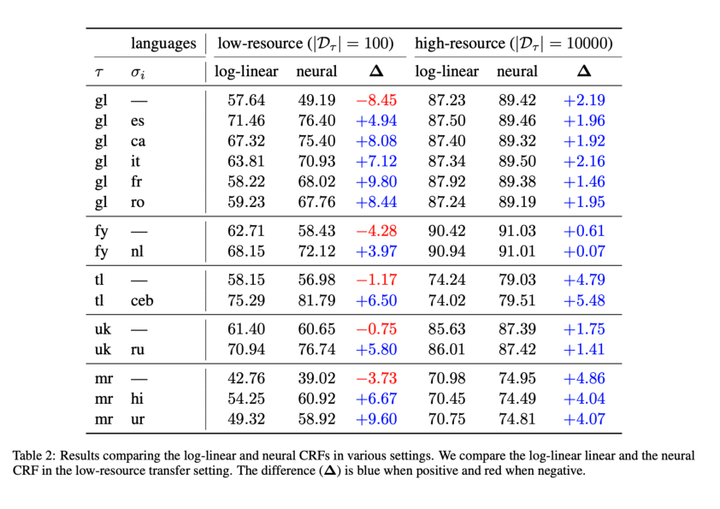 languages low-resource (|𝒟τ| = 100) high-resource (|𝒟τ| = 10000)
τ σi log-linear neural Δ log-linear neural Δ
gl — 57.64 49.19 −8.45 87.23 89.42 +2.19
gl es 71.46 76.40 +4.94 87.50 89.46 +1.96
gl ca 67.32 75.40 +8.08 87.40 89.32 +1.92
gl it 63.81 70.93 +7.12 87.34 89.50 +2.16
gl fr 58.22 68.02 +9.80 87.92 89.38 +1.46
gl ro 59.23 67.76 +8.44 87.24 89.19 +1.95
fy — 62.71 58.43 −4.28 90.42 91.03 +0.61
fy nl 68.15 72.12 +3.97 90.94 91.01 +0.07
tl — 58.15 56.98 −1.17 74.24 79.03 +4.79
tl ceb 75.29 81.79 +6.50 74.02 79.51 +5.48
uk — 61.40 60.65 −0.75 85.63 87.39 +1.75
uk ru 70.94 76.74 +5.80 86.01 87.42 +1.41
mr — 42.76 39.02 −3.73 70.98 74.95 +4.86
mr hi 54.25 60.92 +6.67 70.45 74.49 +4.04
mr ur 49.32 58.92 +9.60 70.75 74.81 +4.07
Table 2: Results comparing the log-linear and neural CRFs in various settings. We compare the log-linear linear and the neural
CRF in the low-resource transfer setting. The difference (Δ) is blue when positive and red when negative.